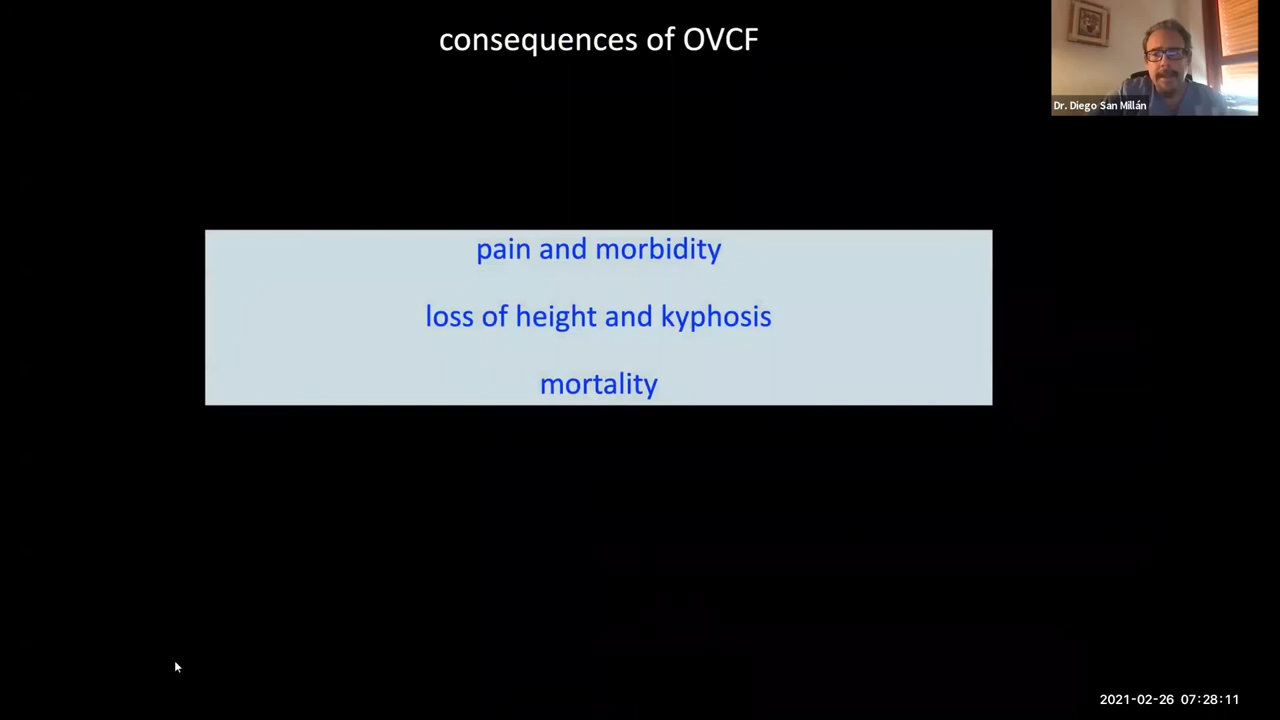 consequences of OVCF
Dr. Diego San Millán
pain and morbidity
loss of height and kyphosis
mortality
2021-02-26 07:28:11